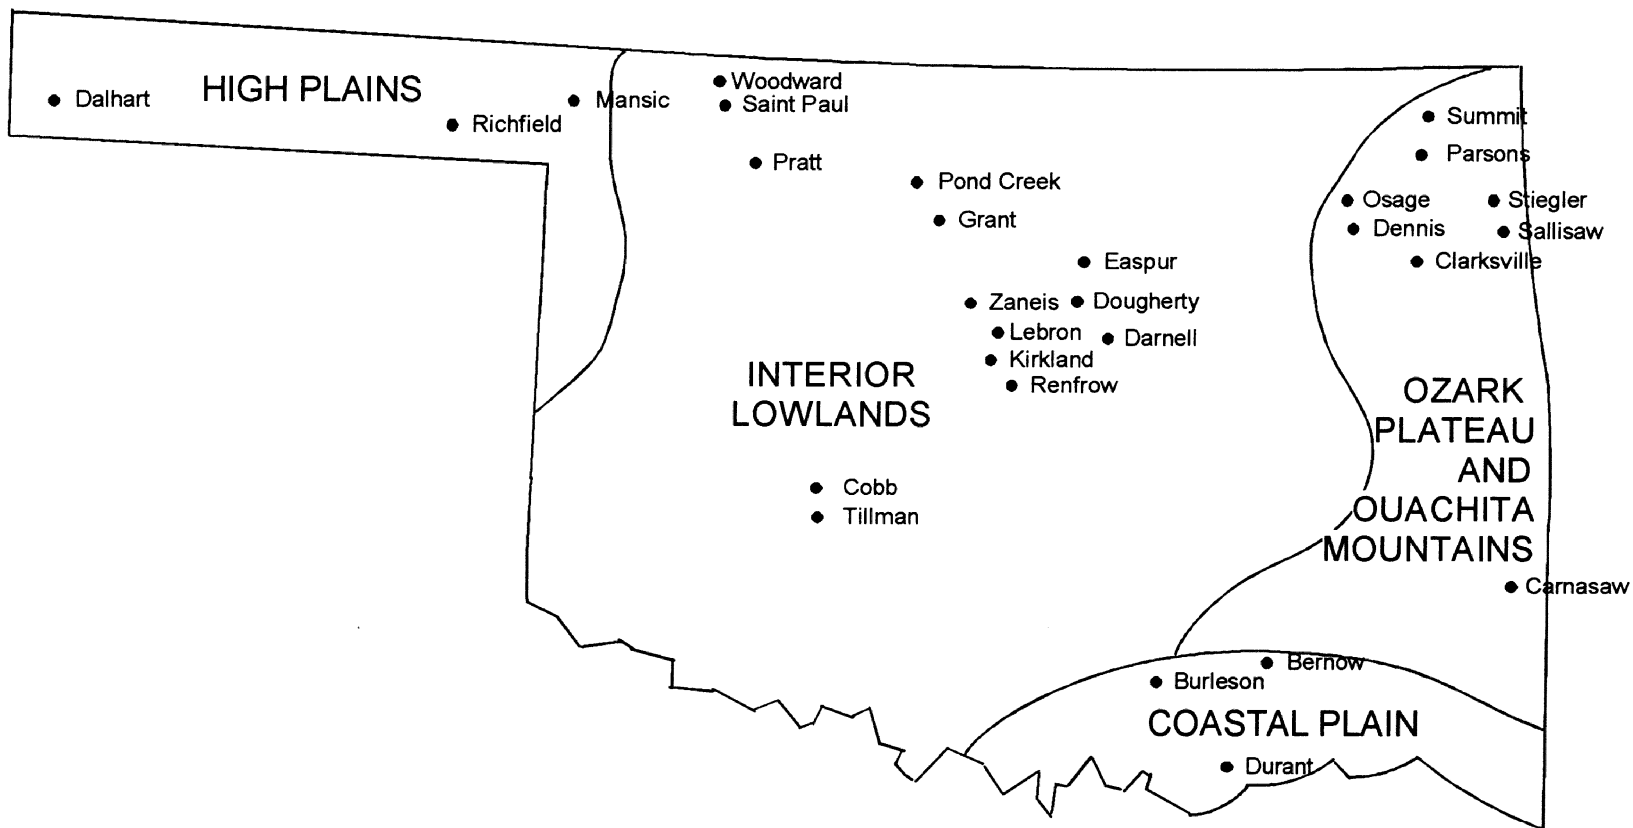 HIGH PLAINS
Dalhart
Richfield
Mansic
Woodward
Saint Paul
Pratt
Pond Creek
Grant
Easpur
Zaneis
Dougherty
Lebron
Darnell
Kirkland
Renfrow
INTERIOR
LOWLANDS
Cobb
Tillman
Summit
Parsons
Osage
Stiegler
Dennis
Sallisaw
Clarksville
OZARK
PLATEAU
AND
OUACHITA
MOUNTAINS
Carnasaw
Bernow
Burleson
COASTAL PLAIN
Durant